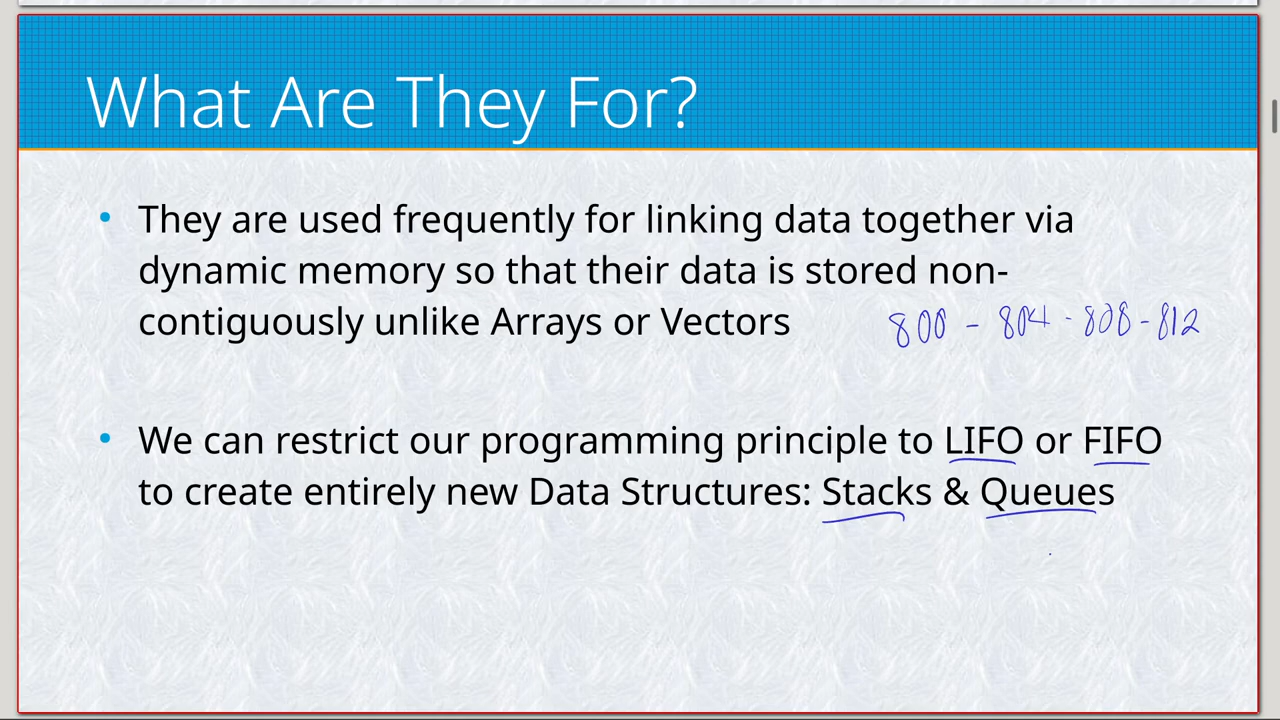 What Are They For?
• They are used frequently for linking data together via
dynamic memory so that their data is stored non-
contiguously unlike Arrays or Vectors
800 - 804 - 808 - 812
• We can restrict our programming principle to LIFO or FIFO
to create entirely new Data Structures: Stacks & Queues